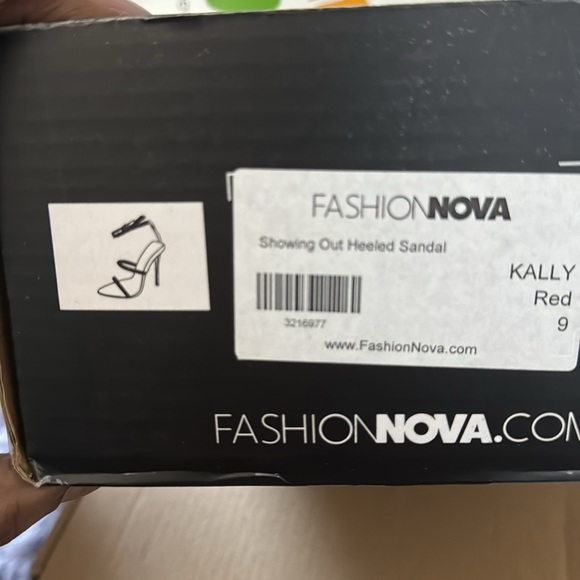 FASHIONNOVA
Showing Out Heeled Sandal
KALLY
Red
9
3216977
www.FashionNova.com
FASHIONNOVA.COM